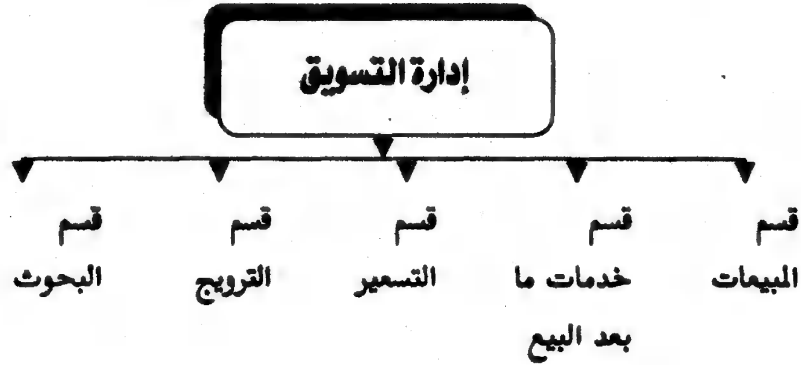 إدارة التسويق
قسم المبيعات
قسم خدمات ما بعد البيع
قسم التسعير
قسم الترويج
قسم البحوث